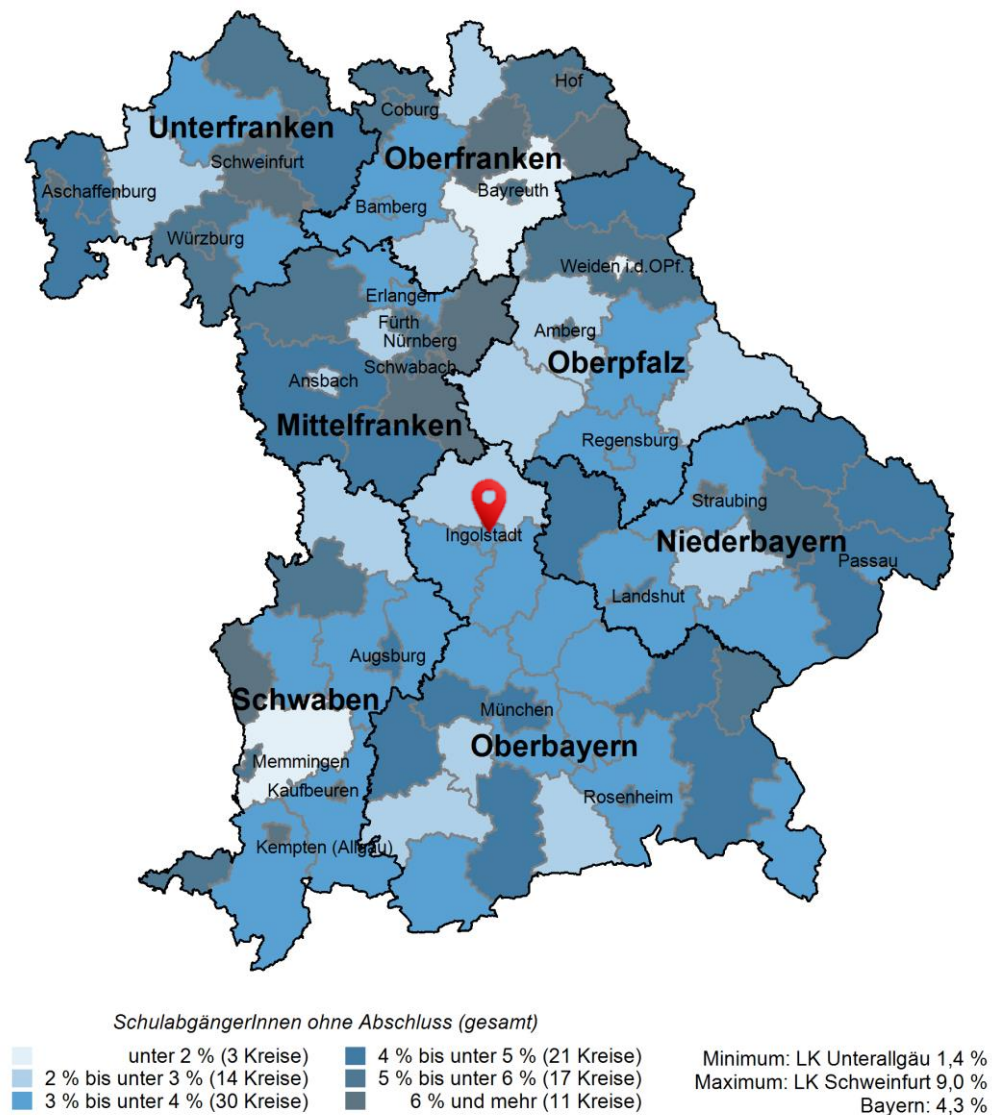 Hof
Coburg
Unterfranken
Oberfranken
Schweinfurt
Aschaffenburg
Bayreuth
Bamberg
Würzburg
Weiden i.d.OPf.
Erlangen
Fürth
Nürnberg
Amberg
Schwabach
Oberpfalz
Ansbach
Mittelfranken
Regensburg
Straubing
Ingolstadt
Niederbayern
Passau
Landshut
Augsburg
Schwaben
München
Oberbayern
Memmingen
Kaufbeuren
Rosenheim
Kempten (Allgäu)
SchulabgängerInnen ohne Abschluss (gesamt)
unter 2 % (3 Kreise)
2 % bis unter 3 % (14 Kreise)
3 % bis unter 4 % (30 Kreise)
4 % bis unter 5 % (21 Kreise)
5 % bis unter 6 % (17 Kreise)
6 % und mehr (11 Kreise)
Minimum: LK Unterallgäu 1,4 %
Maximum: LK Schweinfurt 9,0 %
Bayern: 4,3 %